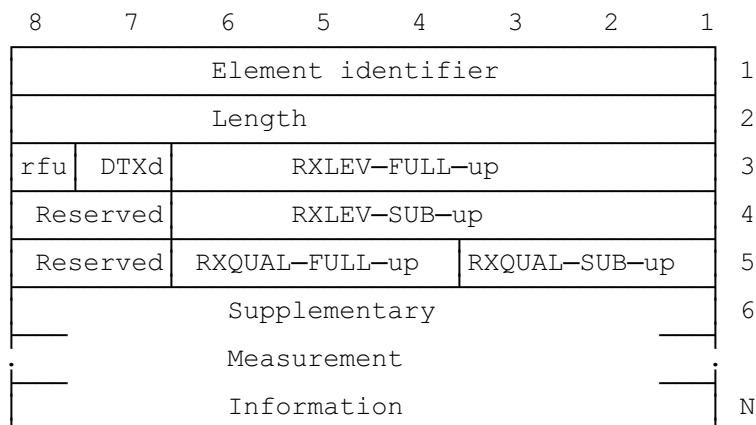 8 7 6 5 4 3 2 1
Element identifier 1
Length 2
rfu DTXd RXLEV-FULL-up 3
Reserved RXLEV-SUB-up 4
Reserved RXQUAL-FULL-up RXQUAL-SUB-up 5
Supplementary 6
Measurement
Information N